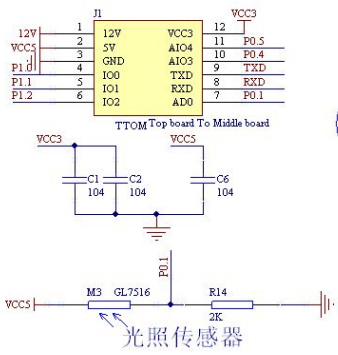 J1
VCC3
12V 1 12V VCC3 12
VCC5 2 5V AIO4 11 P0.5
3 GND AIO3 10 P0.4
P1.0 4 IO0 TXD 9 TXD
P1.1 5 IO1 RXD 8 RXD
P1.2 6 IO2 AD0 7 P0.1
TTOM Top board To Middle board
VCC3 VCC5
C1 C2 C6
104 104 104
P0.1
M3 GL7516 R14
VCC5
2K
光照传感器